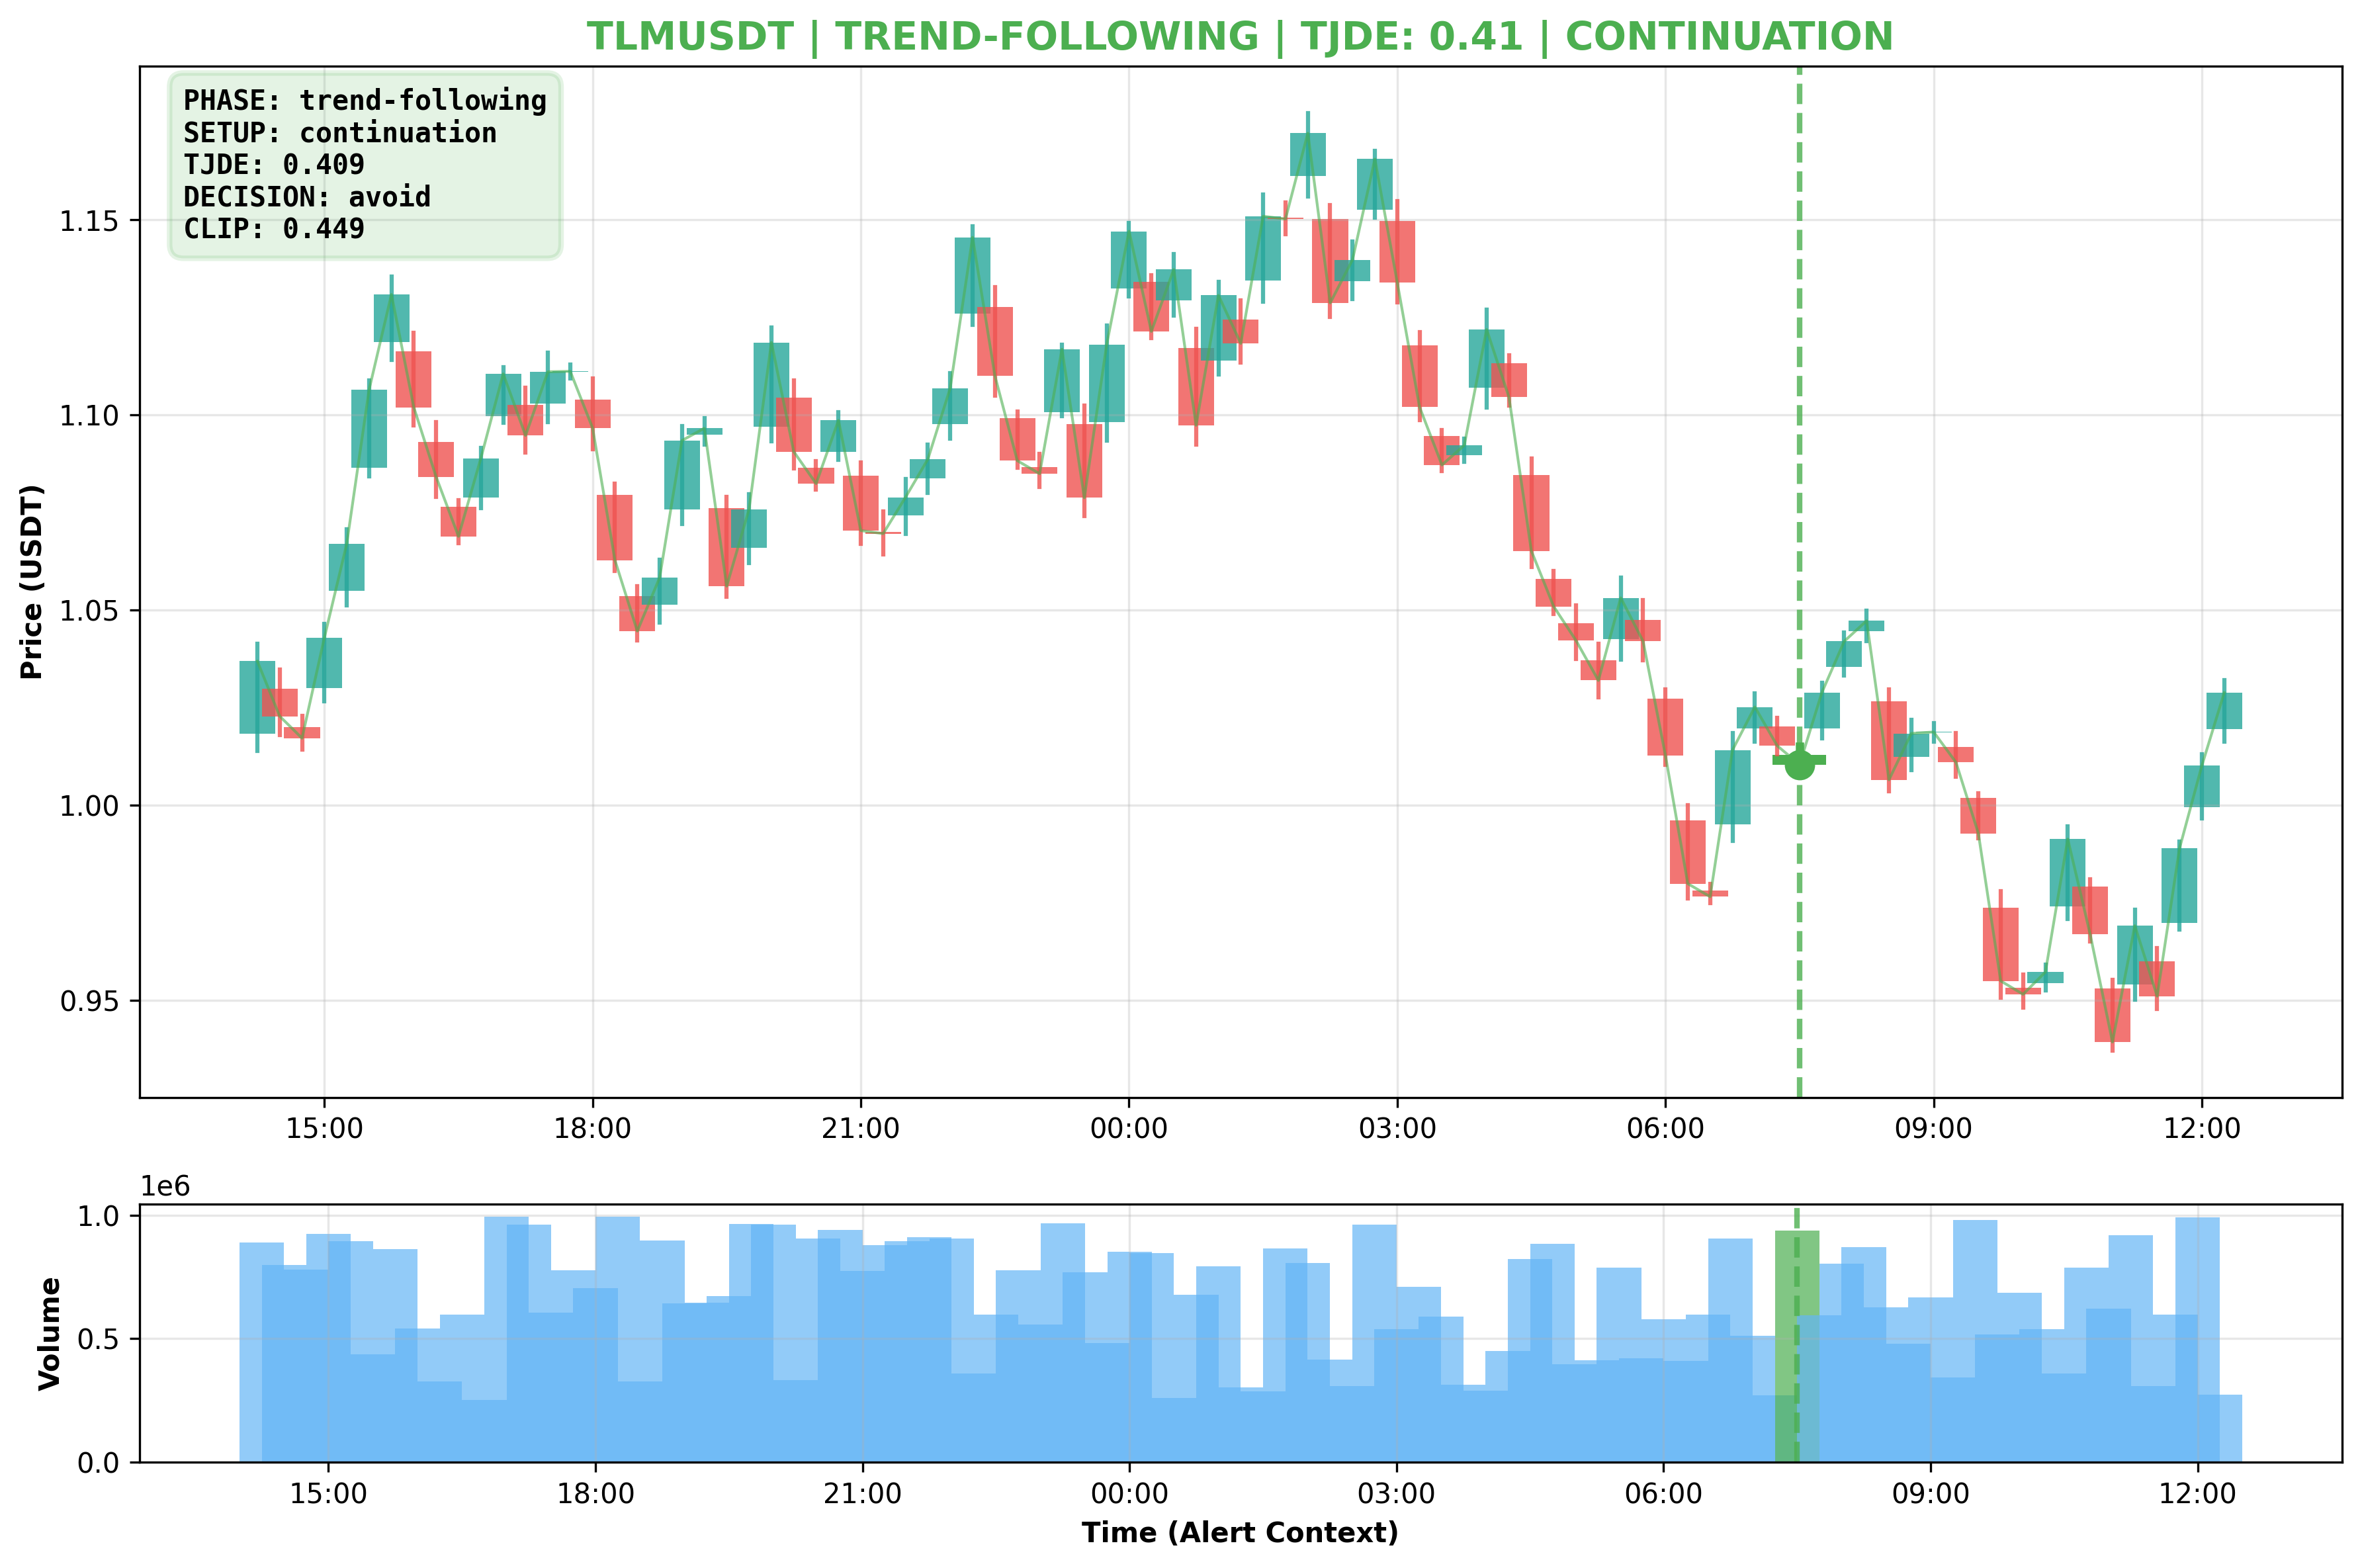 TLMUSDT | TREND-FOLLOWING | TJDE: 0.41 | CONTINUATION
PHASE: trend-following
SETUP: continuation
TJDE: 0.409
DECISION: avoid
CLIP: 0.449
Price (USDT)
1.15
1.10
1.05
1.00
0.95
15:00 18:00 21:00 00:00 03:00 06:00 09:00 12:00
1e6
Volume
1.0
0.5
0.0
15:00 18:00 21:00 00:00 03:00 06:00 09:00 12:00
Time (Alert Context)